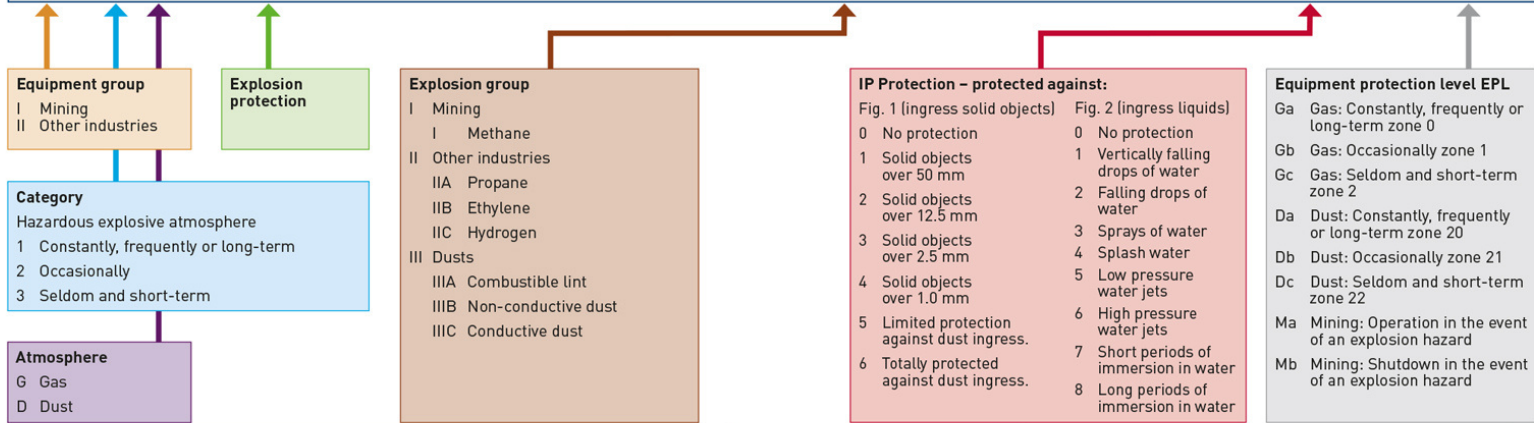 Equipment group
I Mining
II Other industries
Explosion
protection
Category
Hazardous explosive atmosphere
1 Constantly, frequently or long-term
2 Occasionally
3 Seldom and short-term
Atmosphere
G Gas
D Dust
Explosion group
I Mining
I Methane
II Other industries
IIA Propane
IIB Ethylene
IIC Hydrogen
III Dusts
IIIA Combustible lint
IIIB Non-conductive dust
IIIC Conductive dust
IP Protection – protected against:
Fig. 1 (ingress solid objects)
0 No protection
1 Solid objects
over 50 mm
2 Solid objects
over 12.5 mm
3 Solid objects
over 2.5 mm
4 Solid objects
over 1.0 mm
5 Limited protection
against dust ingress.
6 Totally protected
against dust ingress.
Fig. 2 (ingress liquids)
0 No protection
1 Vertically falling
drops of water
2 Falling drops of
water
3 Sprays of water
4 Splash water
5 Low pressure
water jets
6 High pressure
water jets
7 Short periods of
immersion in water
8 Long periods of
immersion in water
Equipment protection level EPL
Ga Gas: Constantly, frequently or
long-term zone 0
Gb Gas: Occasionally zone 1
Gc Gas: Seldom and short-term
zone 2
Da Dust: Constantly, frequently
or long-term zone 20
Db Dust: Occasionally zone 21
Dc Dust: Seldom and short-term
zone 22
Ma Mining: Operation in the event
of an explosion hazard
Mb Mining: Shutdown in the event
of an explosion hazard